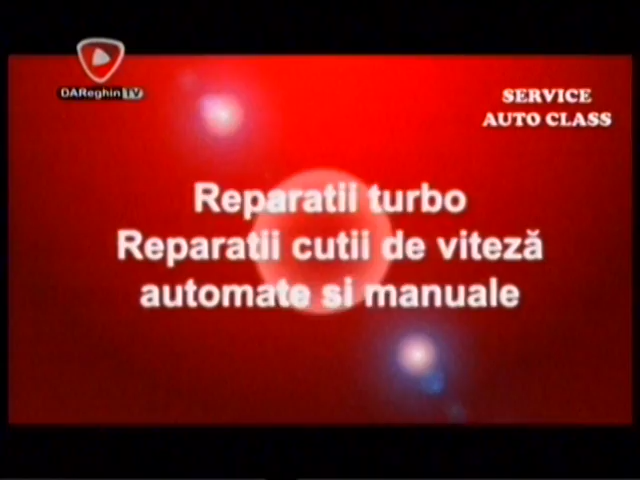 DAReghin TV
SERVICE
AUTO CLASS
Reparatii turbo
Reparatii cutii de viteză
automate si manuale